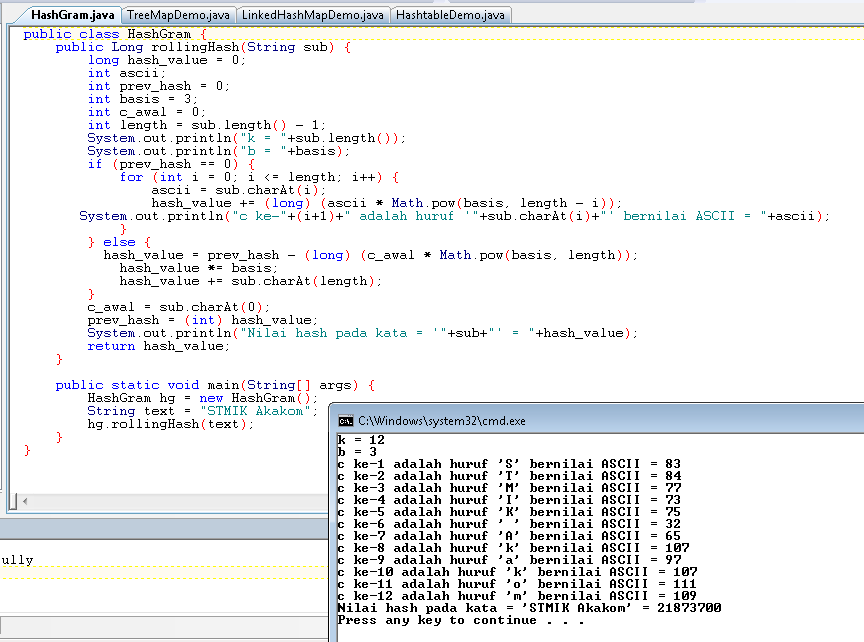 HashGram.java TreeMapDemo.java LinkedHashMapDemo.java HashtableDemo.java
public class HashGram {
public Long rollingHash(String sub) {
long hash_value = 0;
int ascii;
int prev_hash = 0;
int basis = 3;
int c_awal = 0;
int length = sub.length() - 1;
System.out.println("k = "+sub.length());
System.out.println("b = "+basis);
if (prev_hash == 0) {
for (int i = 0; i <= length; i++) {
ascii = sub.charAt(i);
hash_value += (long) (ascii * Math.pow(basis, length - i));
System.out.println("c ke-"+(i+1)+" adalah huruf '"+sub.charAt(i)+"' bernilai ASCII = "+ascii);
}
} else {
hash_value = prev_hash - (long) (c_awal * Math.pow(basis, length));
hash_value *= basis;
hash_value += sub.charAt(length);
}
c_awal = sub.charAt(0);
prev_hash = (int) hash_value;
System.out.println("Nilai hash pada kata = '"+sub+"' = "+hash_value);
return hash_value;
}
public static void main(String[] args) {
HashGram hg = new HashGram();
String text = "STMIK Akakom";
hg.rollingHash(text);
}
}
ully
C:\Windows\system32\cmd.exe
k = 12
b = 3
c ke-1 adalah huruf 'S' bernilai ASCII = 83
c ke-2 adalah huruf 'T' bernilai ASCII = 84
c ke-3 adalah huruf 'M' bernilai ASCII = 77
c ke-4 adalah huruf 'I' bernilai ASCII = 73
c ke-5 adalah huruf 'K' bernilai ASCII = 75
c ke-6 adalah huruf ' ' bernilai ASCII = 32
c ke-7 adalah huruf 'A' bernilai ASCII = 65
c ke-8 adalah huruf 'k' bernilai ASCII = 107
c ke-9 adalah huruf 'a' bernilai ASCII = 97
c ke-10 adalah huruf 'k' bernilai ASCII = 107
c ke-11 adalah huruf 'o' bernilai ASCII = 111
c ke-12 adalah huruf 'm' bernilai ASCII = 109
Nilai hash pada kata = 'STMIK Akakom' = 21873700
Press any key to continue . . .